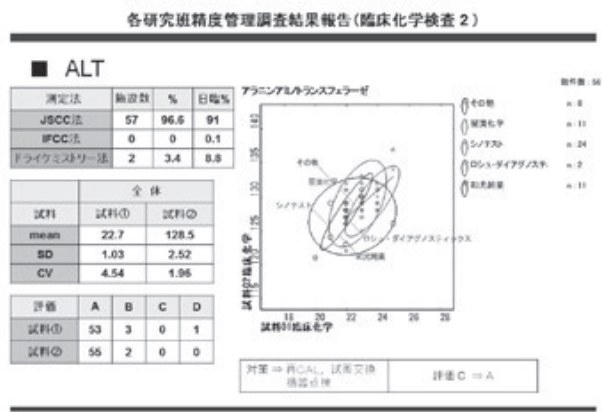 各研究班精度管理調査結果報告(臨床化学検査2)
■ ALT
測定法 施設数 % 日臨%
JSCC法 57 96.6 91
IFCC法 0 0 0.1
ドライケミストリー法 2 3.4 8.8
全体
試料 試料① 試料②
mean 22.7 128.5
SD 1.03 2.52
CV 4.54 1.96
評価 A B C D
試料① 53 3 0 1
試料② 55 2 0 0
アラニンアミノトランスフェラーゼ
総件数: 56
その他 n: 8
n: 11
シノテスト n: 24
ロシュ・ダイアグノステ n: 2
和光純薬 n: 11
140
135
130
125
120
その他
シノテスト
ロシュ・ダイアグノスティックス
和光純薬
試料02臨床化学
18 20 22 24 26 28
試料01臨床化学
対策 ⇒ 再CAL, 試薬交換
機器点検
評価C ⇒ A